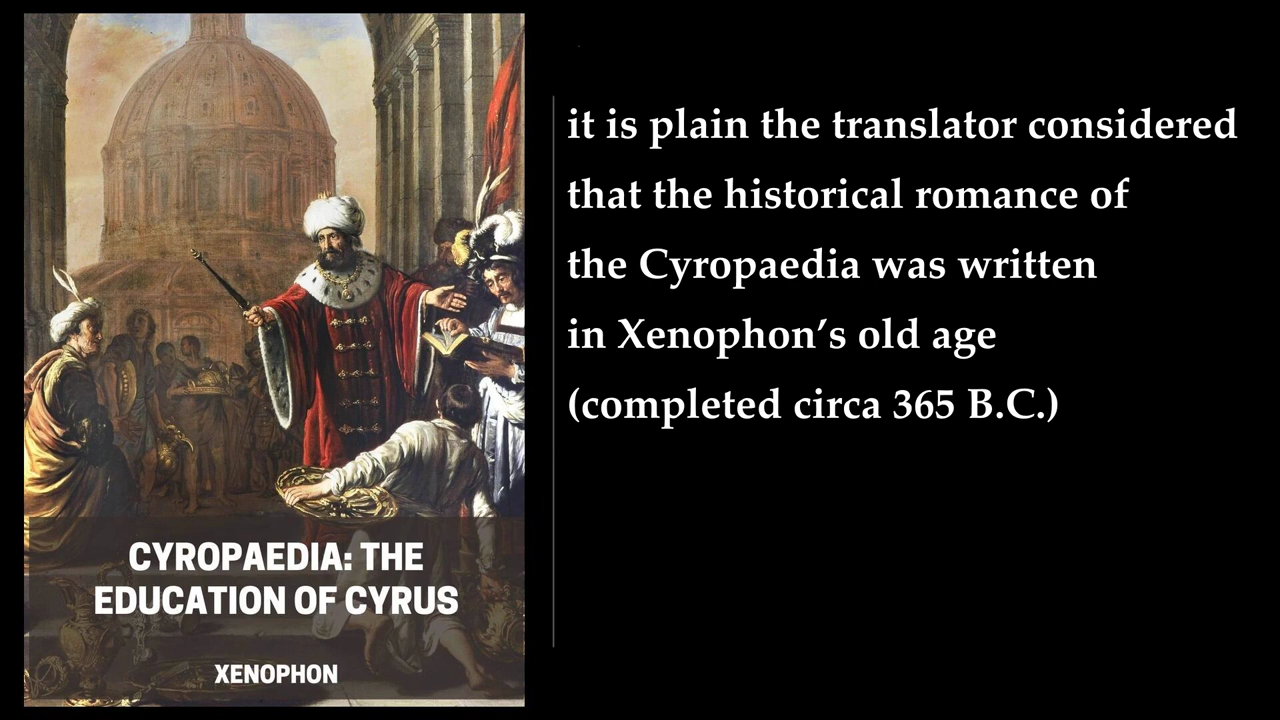 CYROPAEDIA: THE
EDUCATION OF CYRUS
XENOPHON
it is plain the translator considered
that the historical romance of
the Cyropaedia was written
in Xenophon’s old age
(completed circa 365 B.C.)